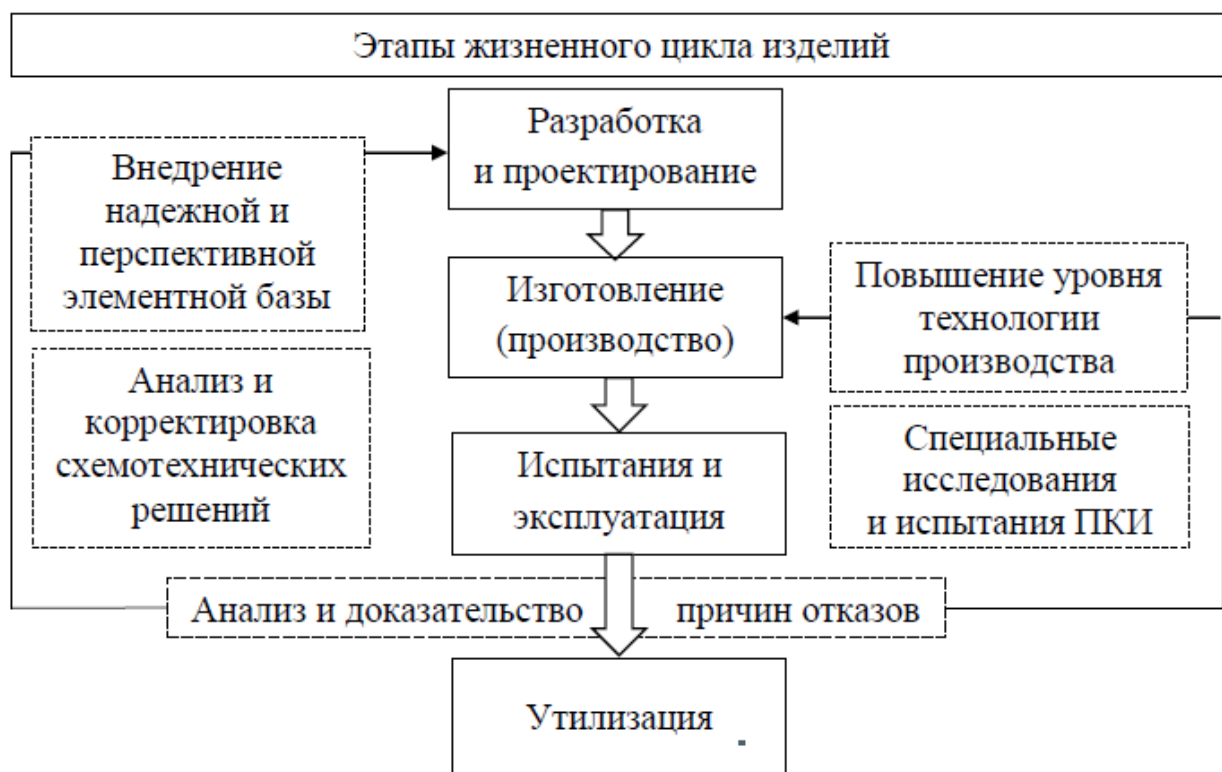 Этапы жизненного цикла изделий
Разработка
и проектирование
Внедрение
надежной и
перспективной
элементной базы
Изготовление
(производство)
Повышение уровня
технологии
производства
Анализ и
корректировка
схемотехнических
решений
Испытания и
эксплуатация
Специальные
исследования
и испытания ПКИ
Анализ и доказательство причин отказов
Утилизация